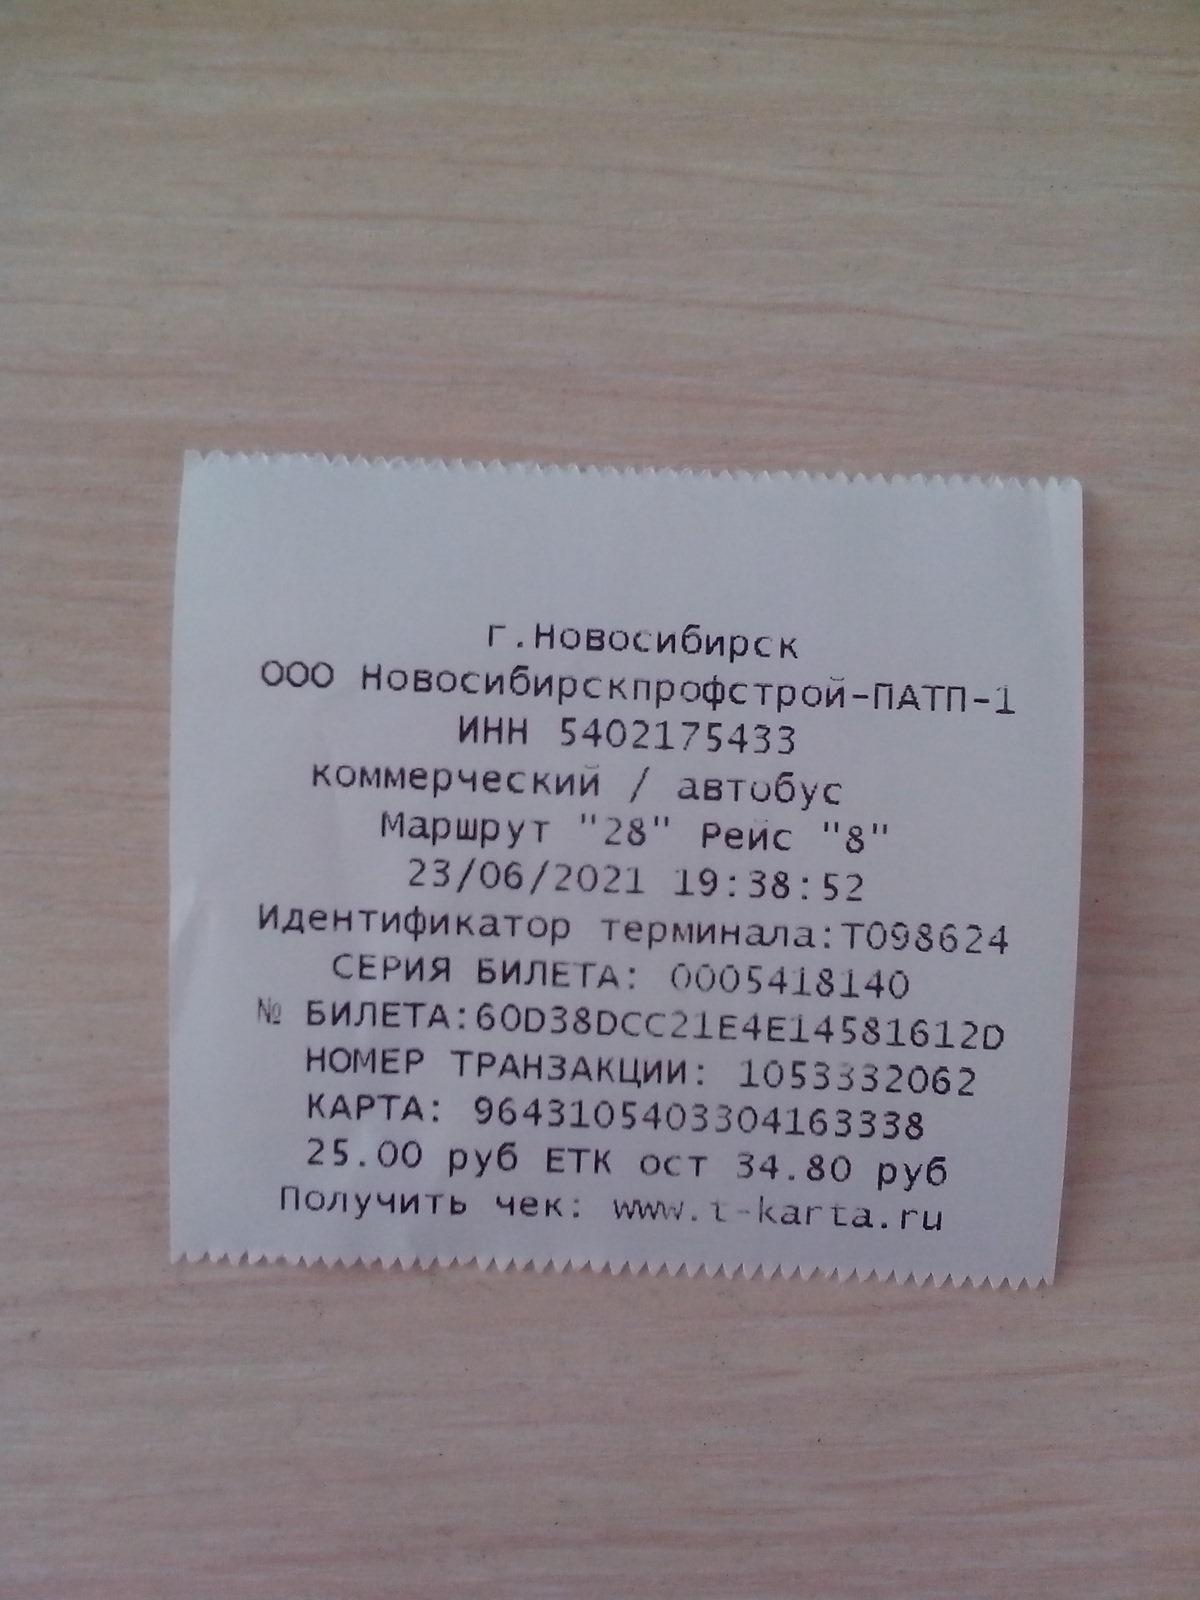 г.Новосибирск
ООО Новосибирскпрофстрой-ПАТП-1
ИНН 5402175433
коммерческий / автобус
Маршрут "28" Рейс "8"
23/06/2021 19:38:52
Идентификатор терминала:T098624
СЕРИЯ БИЛЕТА: 0005418140
№ БИЛЕТА:60D38DCC21E4E14581612D
НОМЕР ТРАНЗАКЦИИ: 1053332062
КАРТА: 9643105403304163338
25.00 руб ЕТК ост 34.80 руб
Получить чек: www.t-karta.ru